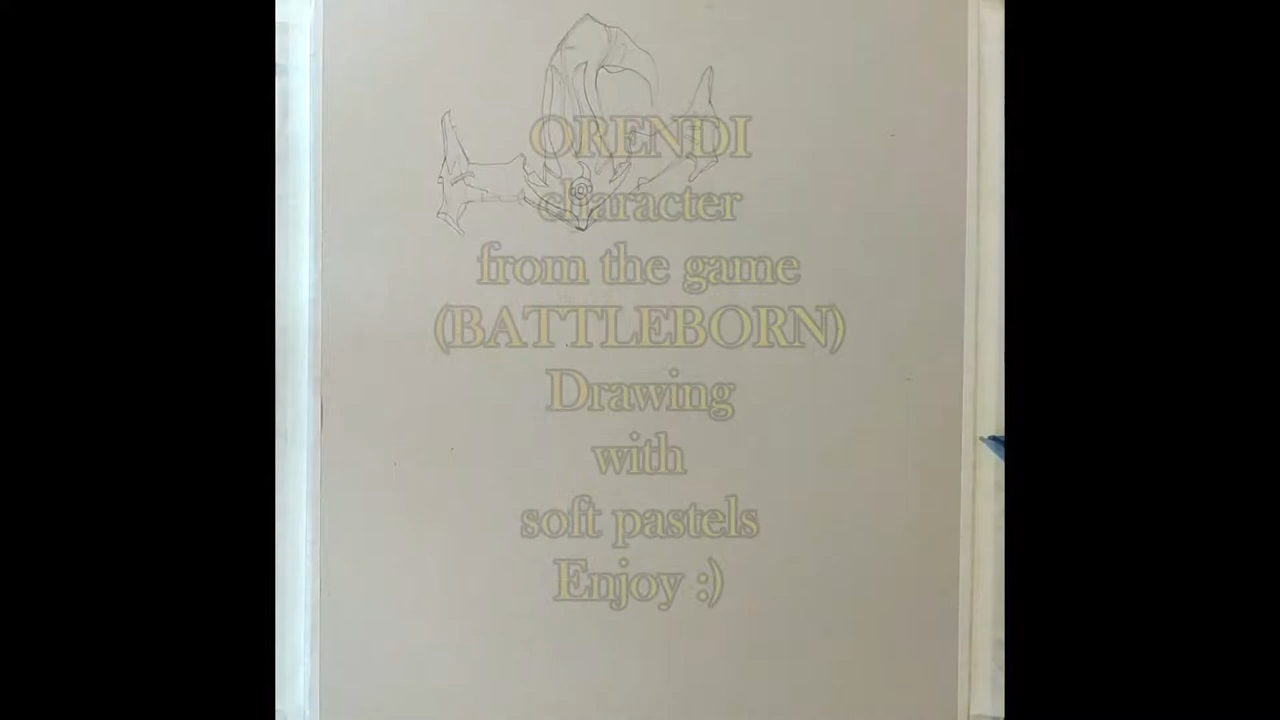 ORENDI
character
from the game
(BATTLEBORN)
Drawing
with
soft pastels
Enjoy :)